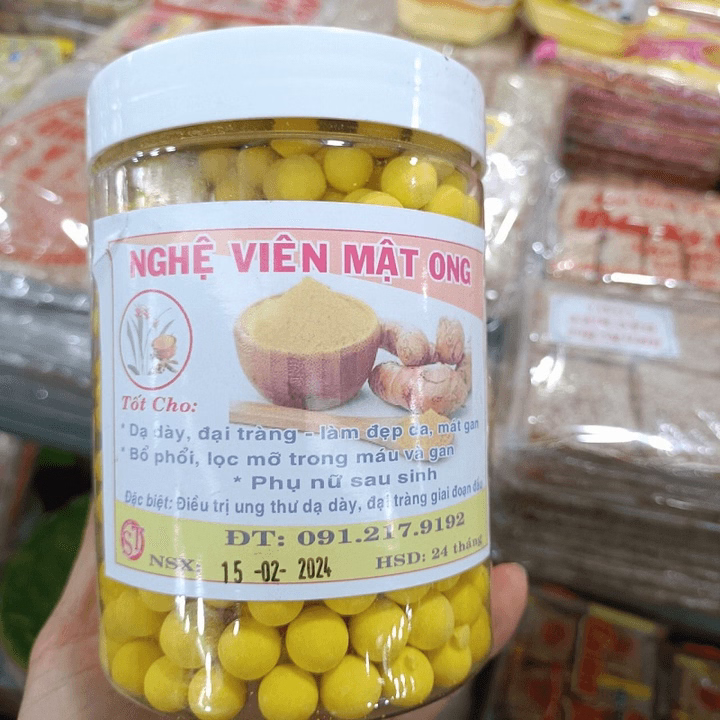 NGHỆ VIÊN MẬT ONG
Tốt Cho:
* Dạ dày, đại tràng - làm đẹp da, mát gan
* Bổ phổi, lọc mỡ trong máu và gan
* Phụ nữ sau sinh
Đặc biệt: Điều trị ung thư dạ dày, đại tràng giai đoạn đầu
ĐT: 091.217.9192
NSX: 15-02-2024 HSD: 24 tháng